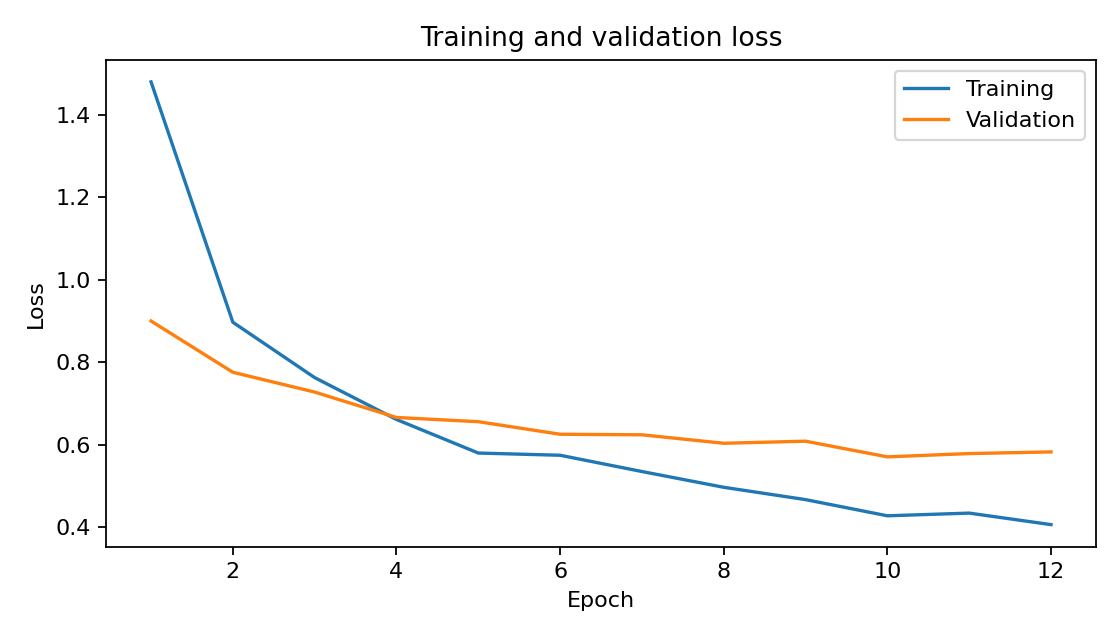 Training and validation loss
Training
Validation
Loss
1.4
1.2
1.0
0.8
0.6
0.4
2 4 6 8 10 12
Epoch